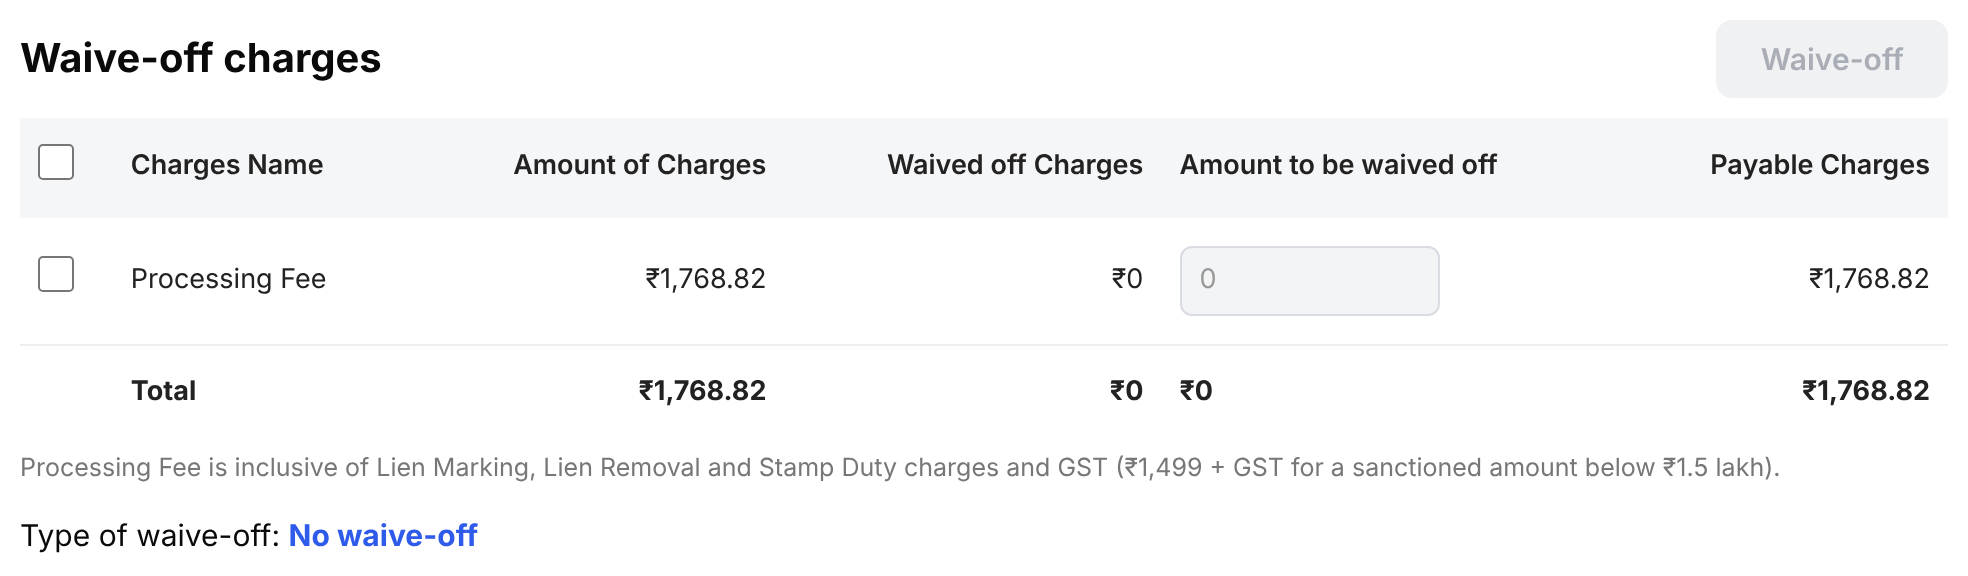 Waive-off charges
Waive-off
Charges Name Amount of Charges Waived off Charges Amount to be waived off Payable Charges
Processing Fee ₹1,768.82 ₹0 0 ₹1,768.82
Total ₹1,768.82 ₹0 ₹0 ₹1,768.82
Processing Fee is inclusive of Lien Marking, Lien Removal and Stamp Duty charges and GST (₹1,499 + GST for a sanctioned amount below ₹1.5 lakh).
Type of waive-off: No waive-off